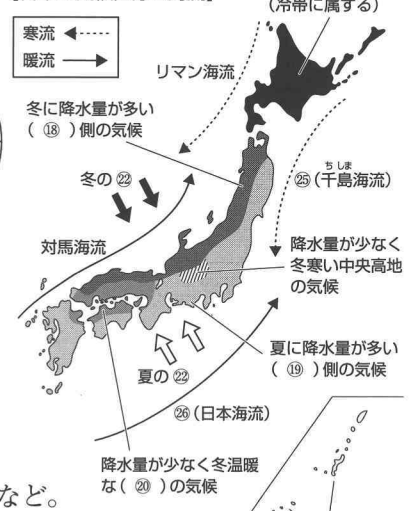 (冷帯に属する)
寒流
暖流
リマン海流
冬に降水量が多い
( ⑱ )側の気候
ちしま
㉕(千島海流)
冬の㉒
対馬海流
降水量が少なく
冬寒い中央高地
の気候
夏に降水量が多い
( ⑲ )側の気候
夏の㉒
㉖(日本海流)
降水量が少なく冬温暖
な( ⑳ )の気候
など。